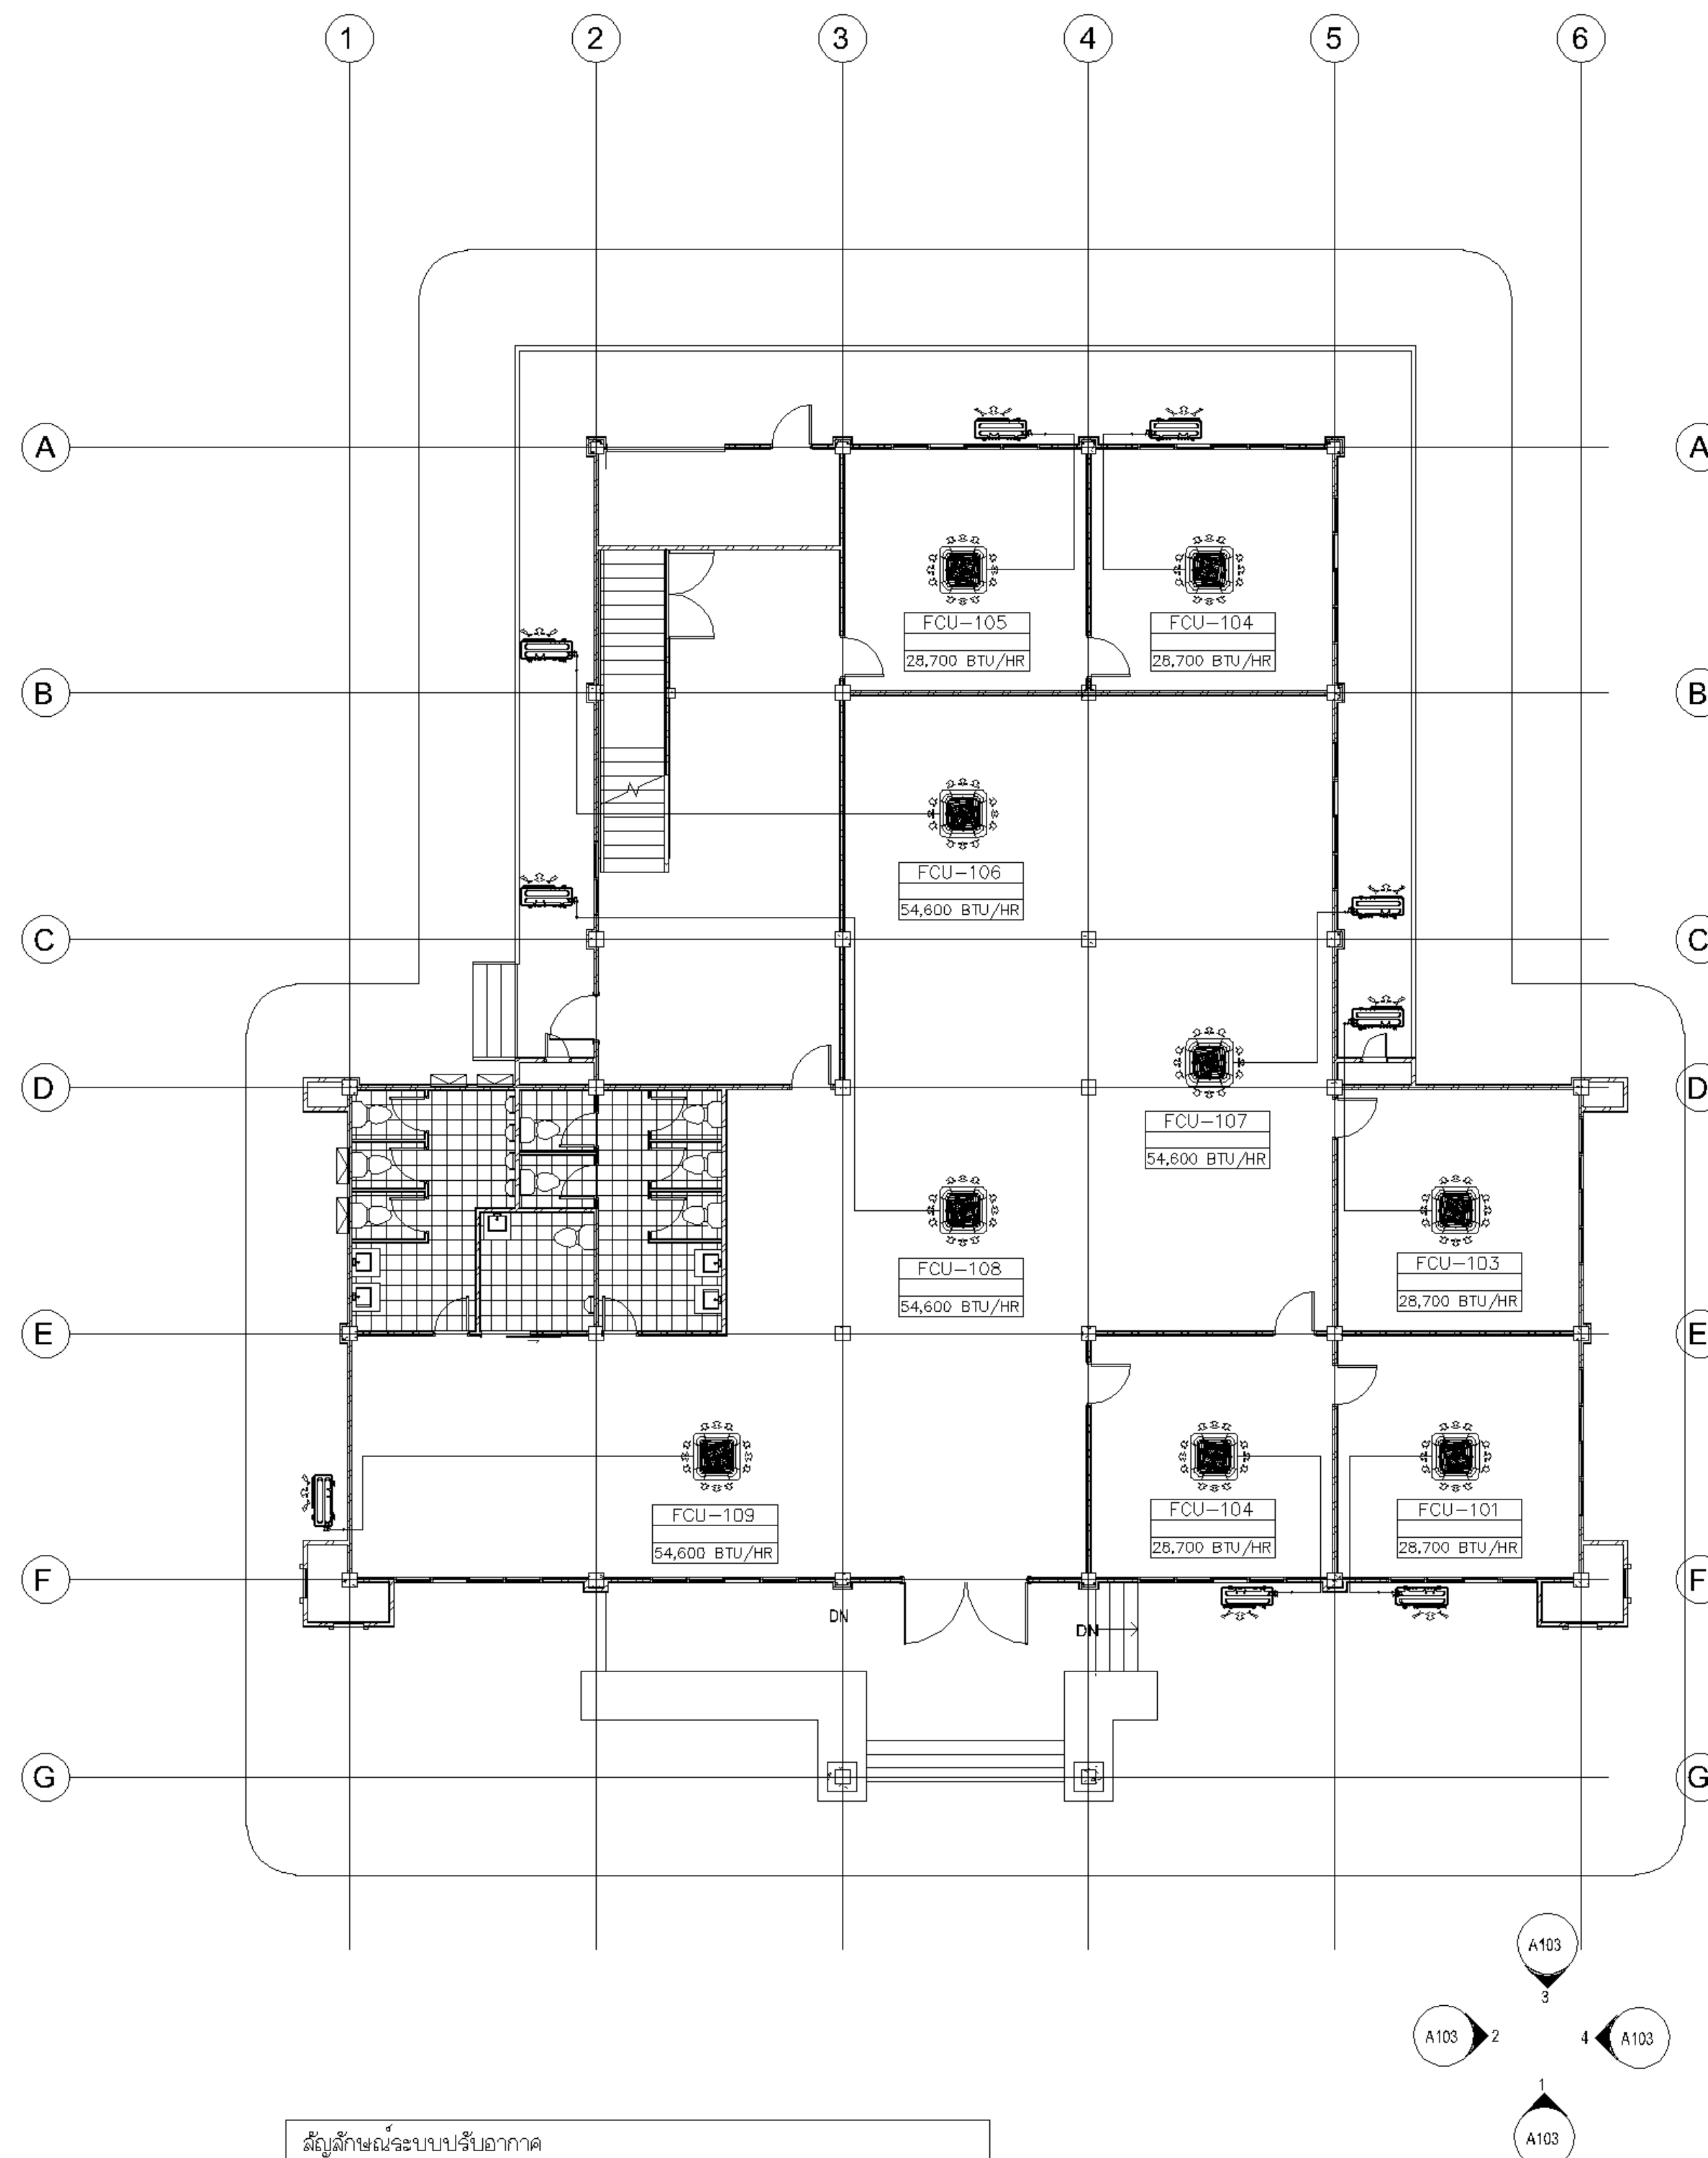 1 2 3 4 5 6
A A
FCU-105 FCU-104
28,700 BTU/HR 28,700 BTU/HR
B B
FCU-106
54,600 BTU/HR
C C
D D
FCU-107
54,600 BTU/HR
FCU-108 FCU-103
54,600 BTU/HR 28,700 BTU/HR
E E
FCU-109 FCU-104 FCU-101
54,600 BTU/HR 28,700 BTU/HR 28,700 BTU/HR
F F
DN
DN
G G
A103
3
A103 2 4 A103
1
A103
สัญลักษณ์ระบบปรับอากาศ